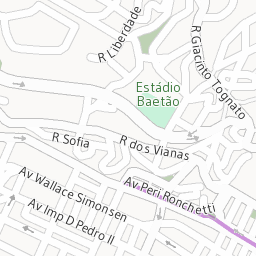 R Liberdade
R Giacinto Tognato
Estádio
Baetão
R Sofia
R dos Vianas
Av Wallace Simonsen
Av Peri Ronchetti
Av Imp D Pedro II